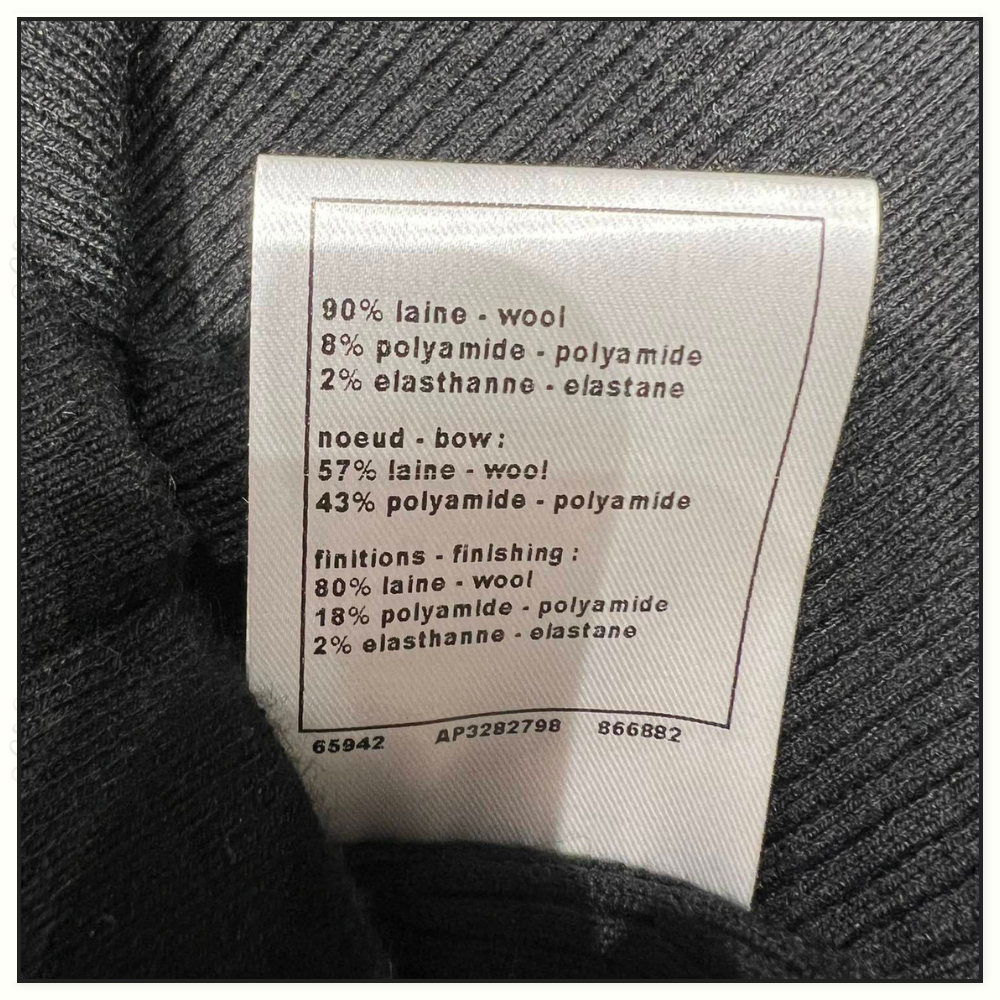 90% laine - wool
8% polyamide - polyamide
2% elasthanne - elastane
noeud - bow:
57% laine - wool
43% polyamide - polyamide
finitions - finishing :
80% laine - wool
18% polyamide - polyamide
2% elasthanne - elastane
65942 AP3282798 866882